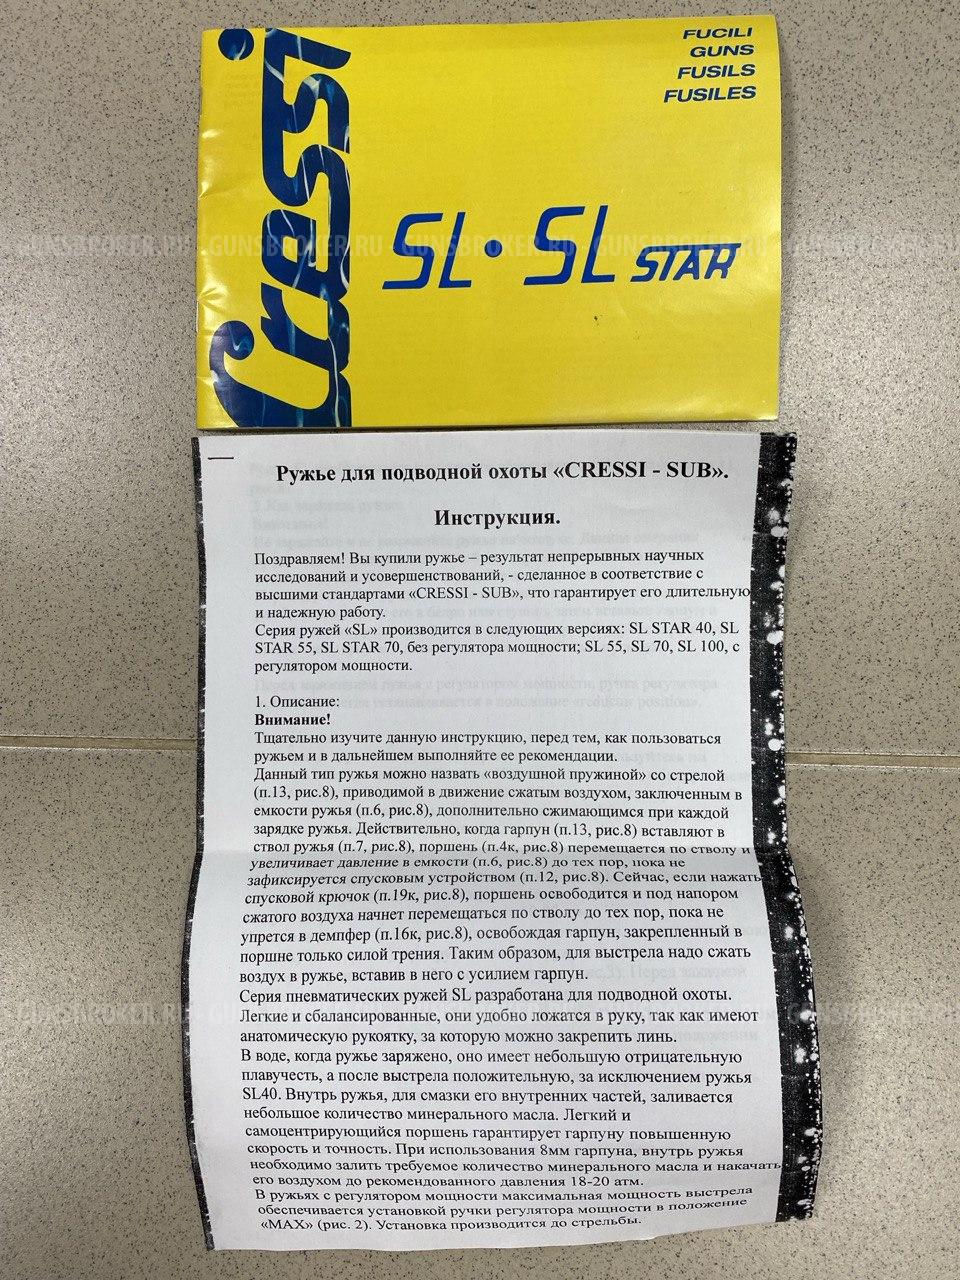 Cressi
FUCILI
GUNS
FUSILS
FUSILES
SL · SL STAR
GUNSBROKER.RU - GUNSBROKER.RU - GUNSBROKER.RU
Ружье для подводной охоты «CRESSI - SUB».
Инструкция.
Поздравляем! Вы купили ружье – результат непрерывных научных
исследований и усовершенствований, - сделанное в соответствие с
высшими стандартами «CRESSI - SUB», что гарантирует его длительную
и надежную работу.
Серия ружей «SL» производится в следующих версиях: SL STAR 40, SL
STAR 55, SL STAR 70, без регулятора мощности; SL 55, SL 70, SL 100, с
регулятором мощности.
1. Описание:
Внимание!
Тщательно изучите данную инструкцию, перед тем, как пользоваться
ружьем и в дальнейшем выполняйте ее рекомендации.
Данный тип ружья можно назвать «воздушной пружиной» со стрелой
(п.13, рис.8), приводимой в движение сжатым воздухом, заключенным в
емкости ружья (п.6, рис.8), дополнительно сжимающимся при каждой
зарядке ружья. Действительно, когда гарпун (п.13, рис.8) вставляют в
ствол ружья (п.7, рис.8), поршень (п.4к, рис.8) перемещается по стволу и
увеличивает давление в емкости (п.6, рис.8) до тех пор, пока не
зафиксируется спусковым устройством (п.12, рис.8). Сейчас, если нажать
спусковой крючок (п.19к, рис.8), поршень освободится и под напором
сжатого воздуха начнет перемещаться по стволу до тех пор, пока не
упрется в демпфер (п.16к, рис.8), освобождая гарпун, закрепленный в
поршне только силой трения. Таким образом, для выстрела надо сжать
воздух в ружье, вставив в него с усилием гарпун.
Серия пневматических ружей SL разработана для подводной охоты.
Легкие и сбалансированные, они удобно ложатся в руку, так как имеют
анатомическую рукоятку, за которую можно закрепить линь.
В воде, когда ружье заряжено, оно имеет небольшую отрицательную
плавучесть, а после выстрела положительную, за исключением ружья
SL40. Внутрь ружья, для смазки его внутренних частей, заливается
небольшое количество минерального масла. Легкий и
самоцентрирующийся поршень гарантирует гарпуну повышенную
скорость и точность. При использования 8мм гарпуна, внутрь ружья
необходимо залить требуемое количество минерального масла и накачать
его воздухом до рекомендованного давления 18-20 атм.
В ружьях с регулятором мощности максимальная мощность выстрела
обеспечивается установкой ручки регулятора мощности в положение
«MAX» (рис. 2). Установка производится до стрельбы.